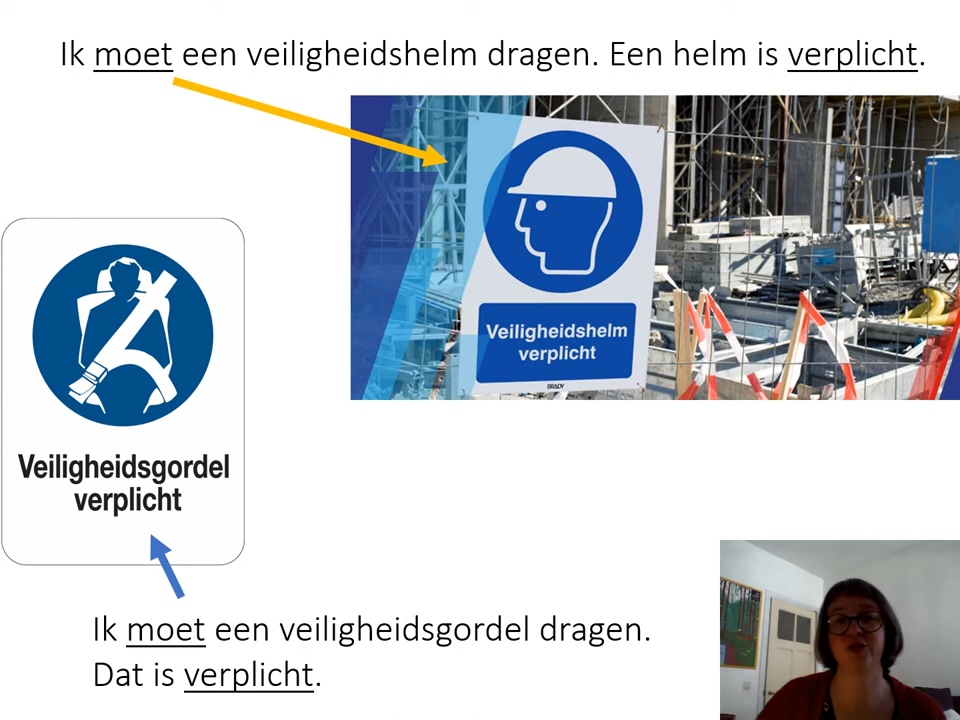 Ik moet een veiligheidshelm dragen. Een helm is verplicht.
Veiligheidshelm
verplicht
BRADY
Veiligheidsgordel
verplicht
Ik moet een veiligheidsgordel dragen.
Dat is verplicht.